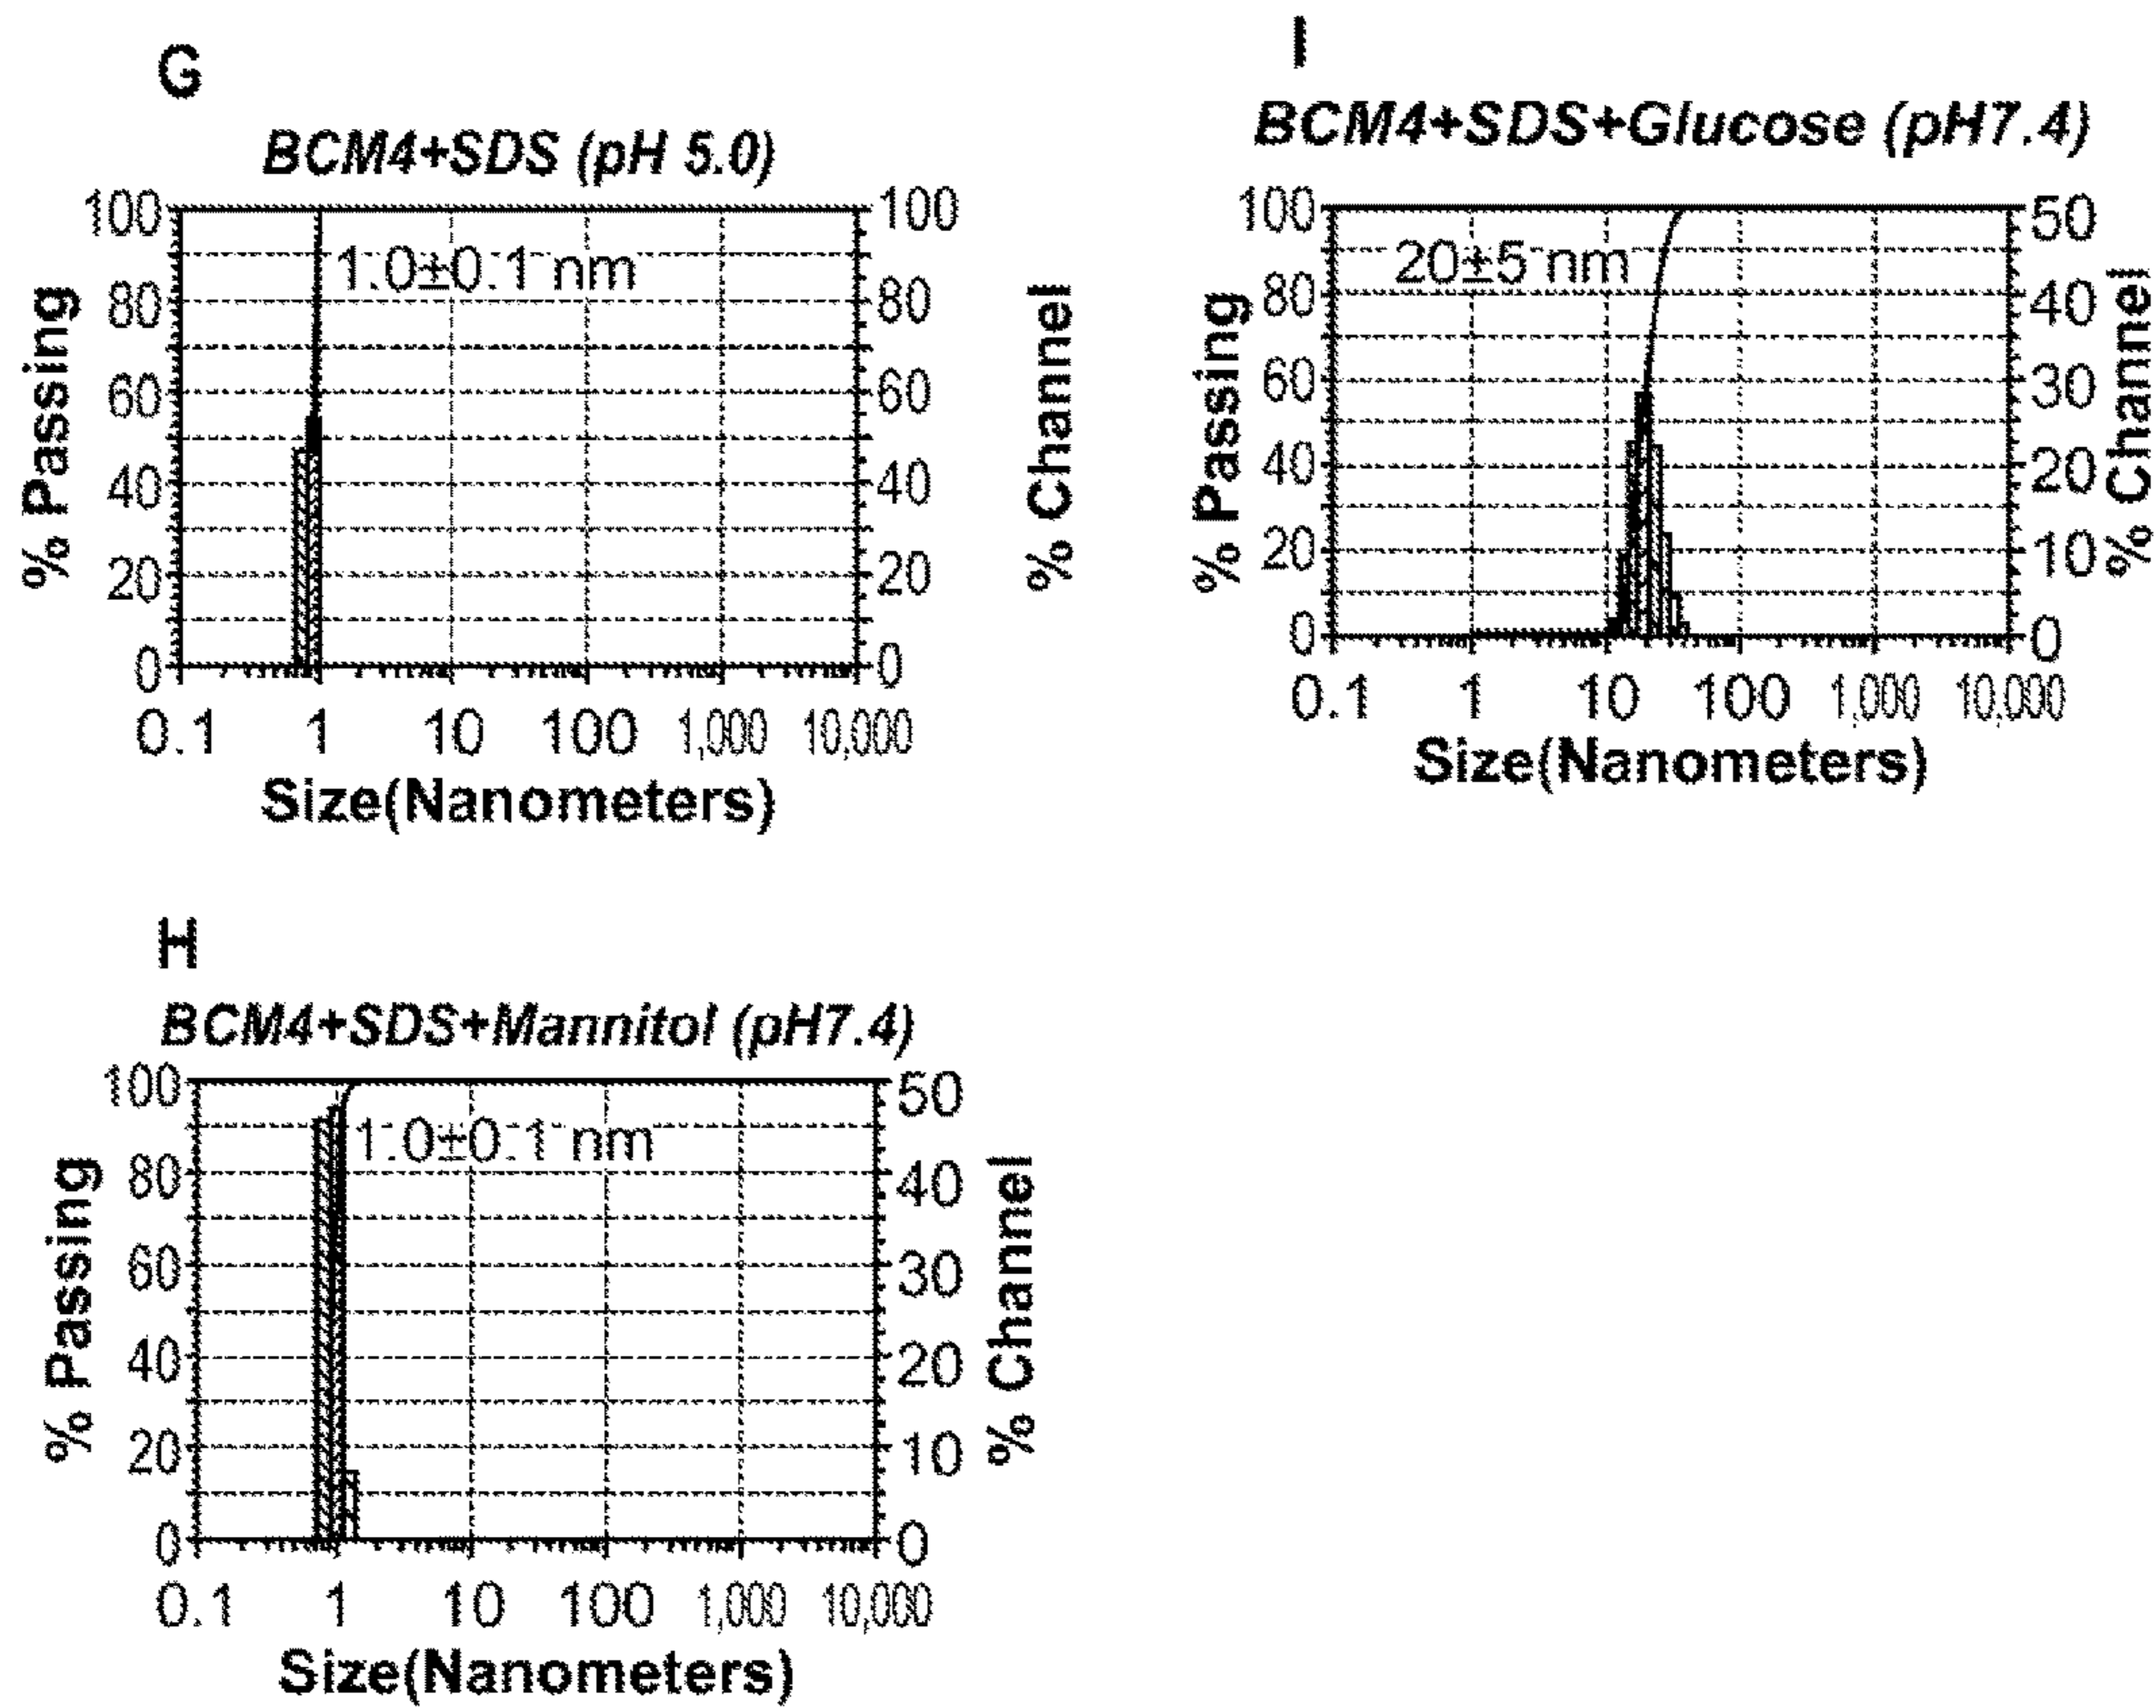 G
BCM4+SDS (pH 5.0)
100 80 60 40 20 0
% Passing
1.0±0.1 nm
100 80 60 40 20 0
% Channel
0.1 1 10 100 1,000 10,000
Size(Nanometers)
I
BCM4+SDS+Glucose (pH7.4)
100 80 60 40 20 0
% Passing
20±5 nm
50 40 30 20 10 0
% Channel
0.1 1 10 100 1,000 10,000
Size(Nanometers)
H
BCM4+SDS+Mannitol (pH7.4)
100 80 60 40 20 0
% Passing
1.0±0.1 nm
50 40 30 20 10 0
% Channel
0.1 1 10 100 1,000 10,000
Size(Nanometers)